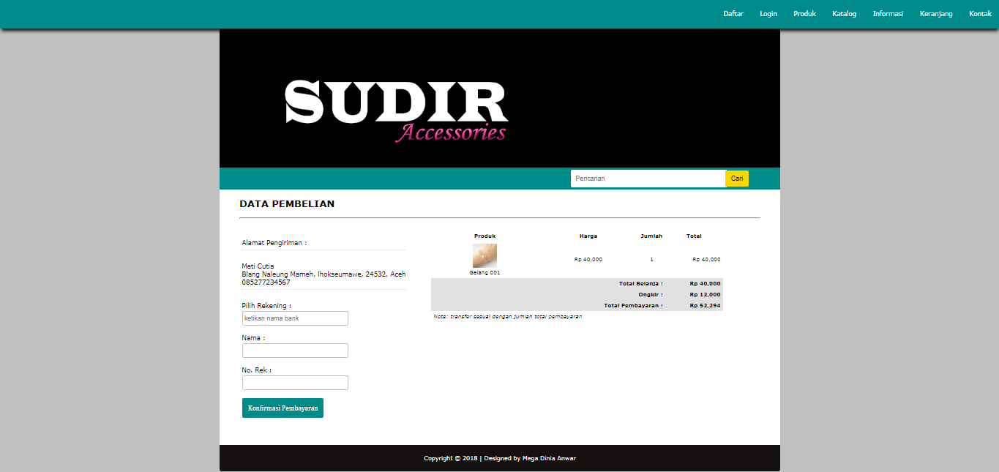 Daftar Login Produk Katalog Informasi Keranjang Kontak
SUDIR
Accessories
Pencarian Cari
DATA PEMBELIAN
Alamat Pengiriman :
Meti Cutia
Blang Naleung Mameh, lhokseumawe, 24532, Aceh
085277234567
Pilih Rekening :
ketikan nama bank
Nama :
No. Rek :
Konfirmasi Pembayaran
Produk Harga Jumlah Total
Rp 40,000 1 Rp 40,000
Gelang 001
Total Belanja : Rp 40,000
Ongkir : Rp 12,000
Total Pembayaran : Rp 52,294
Note: transfer sesuai dengan jumlah total pembayaran
Copyright © 2018 | Designed by Mega Dinia Anwar